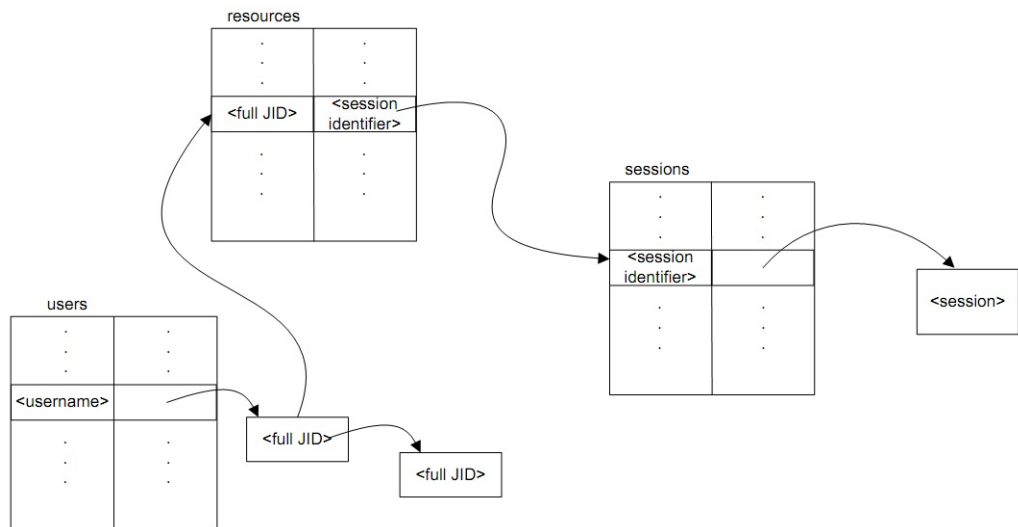 resources
<full JID>
<session
identifier>
sessions
<session
identifier>
<session>
users
<username>
<full JID>
<full JID>